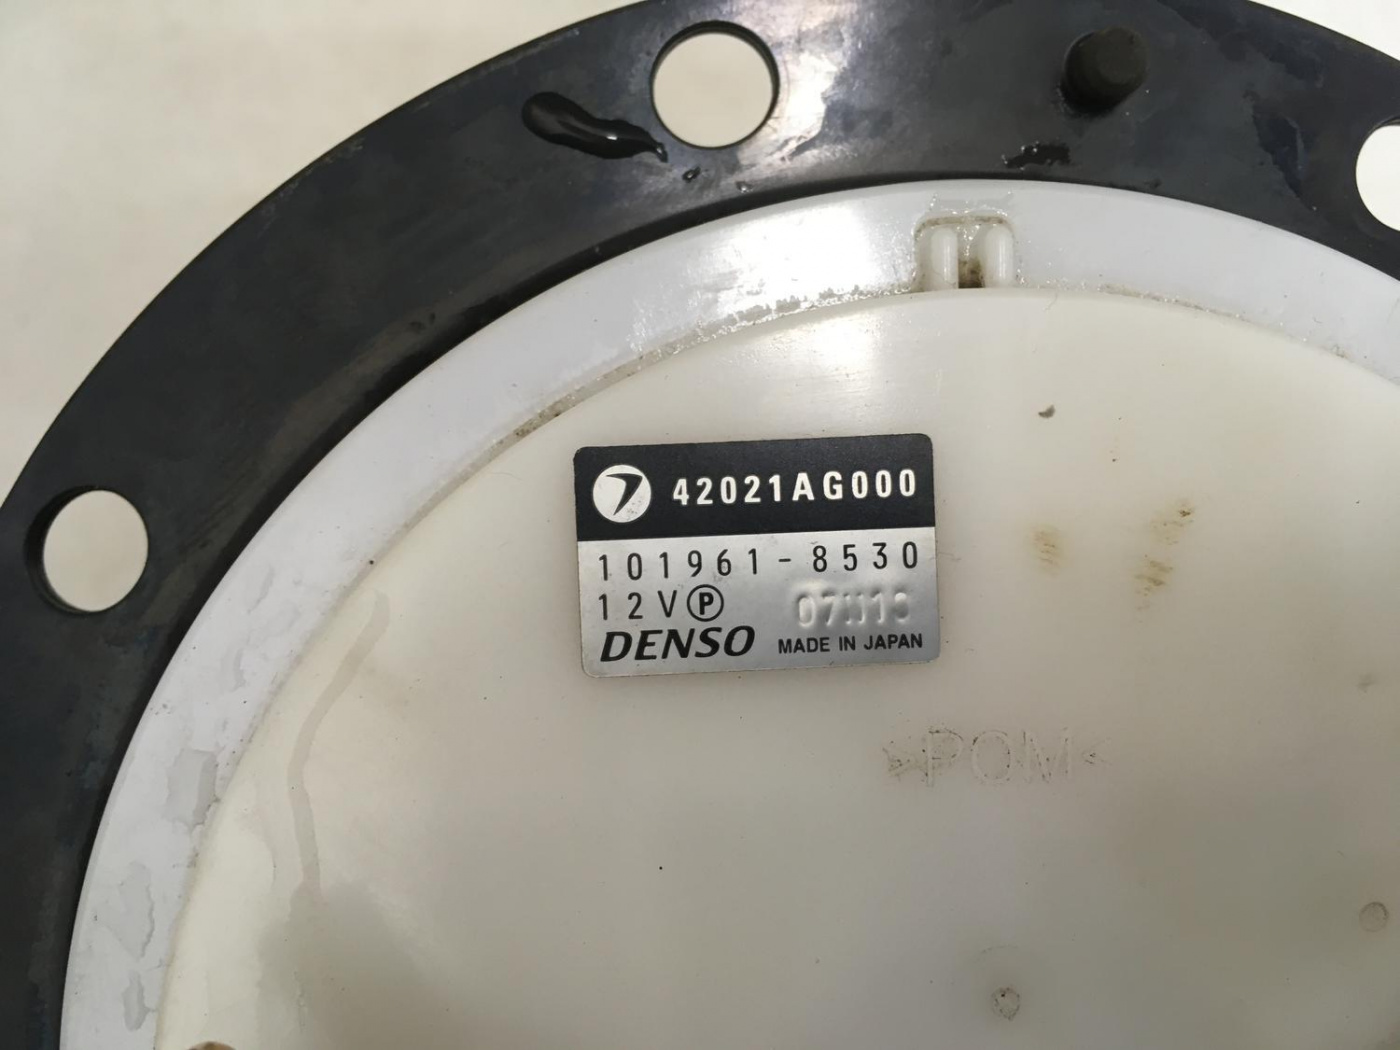 42021AG000
101961-8530
12V Ⓟ
DENSO MADE IN JAPAN
>POM<